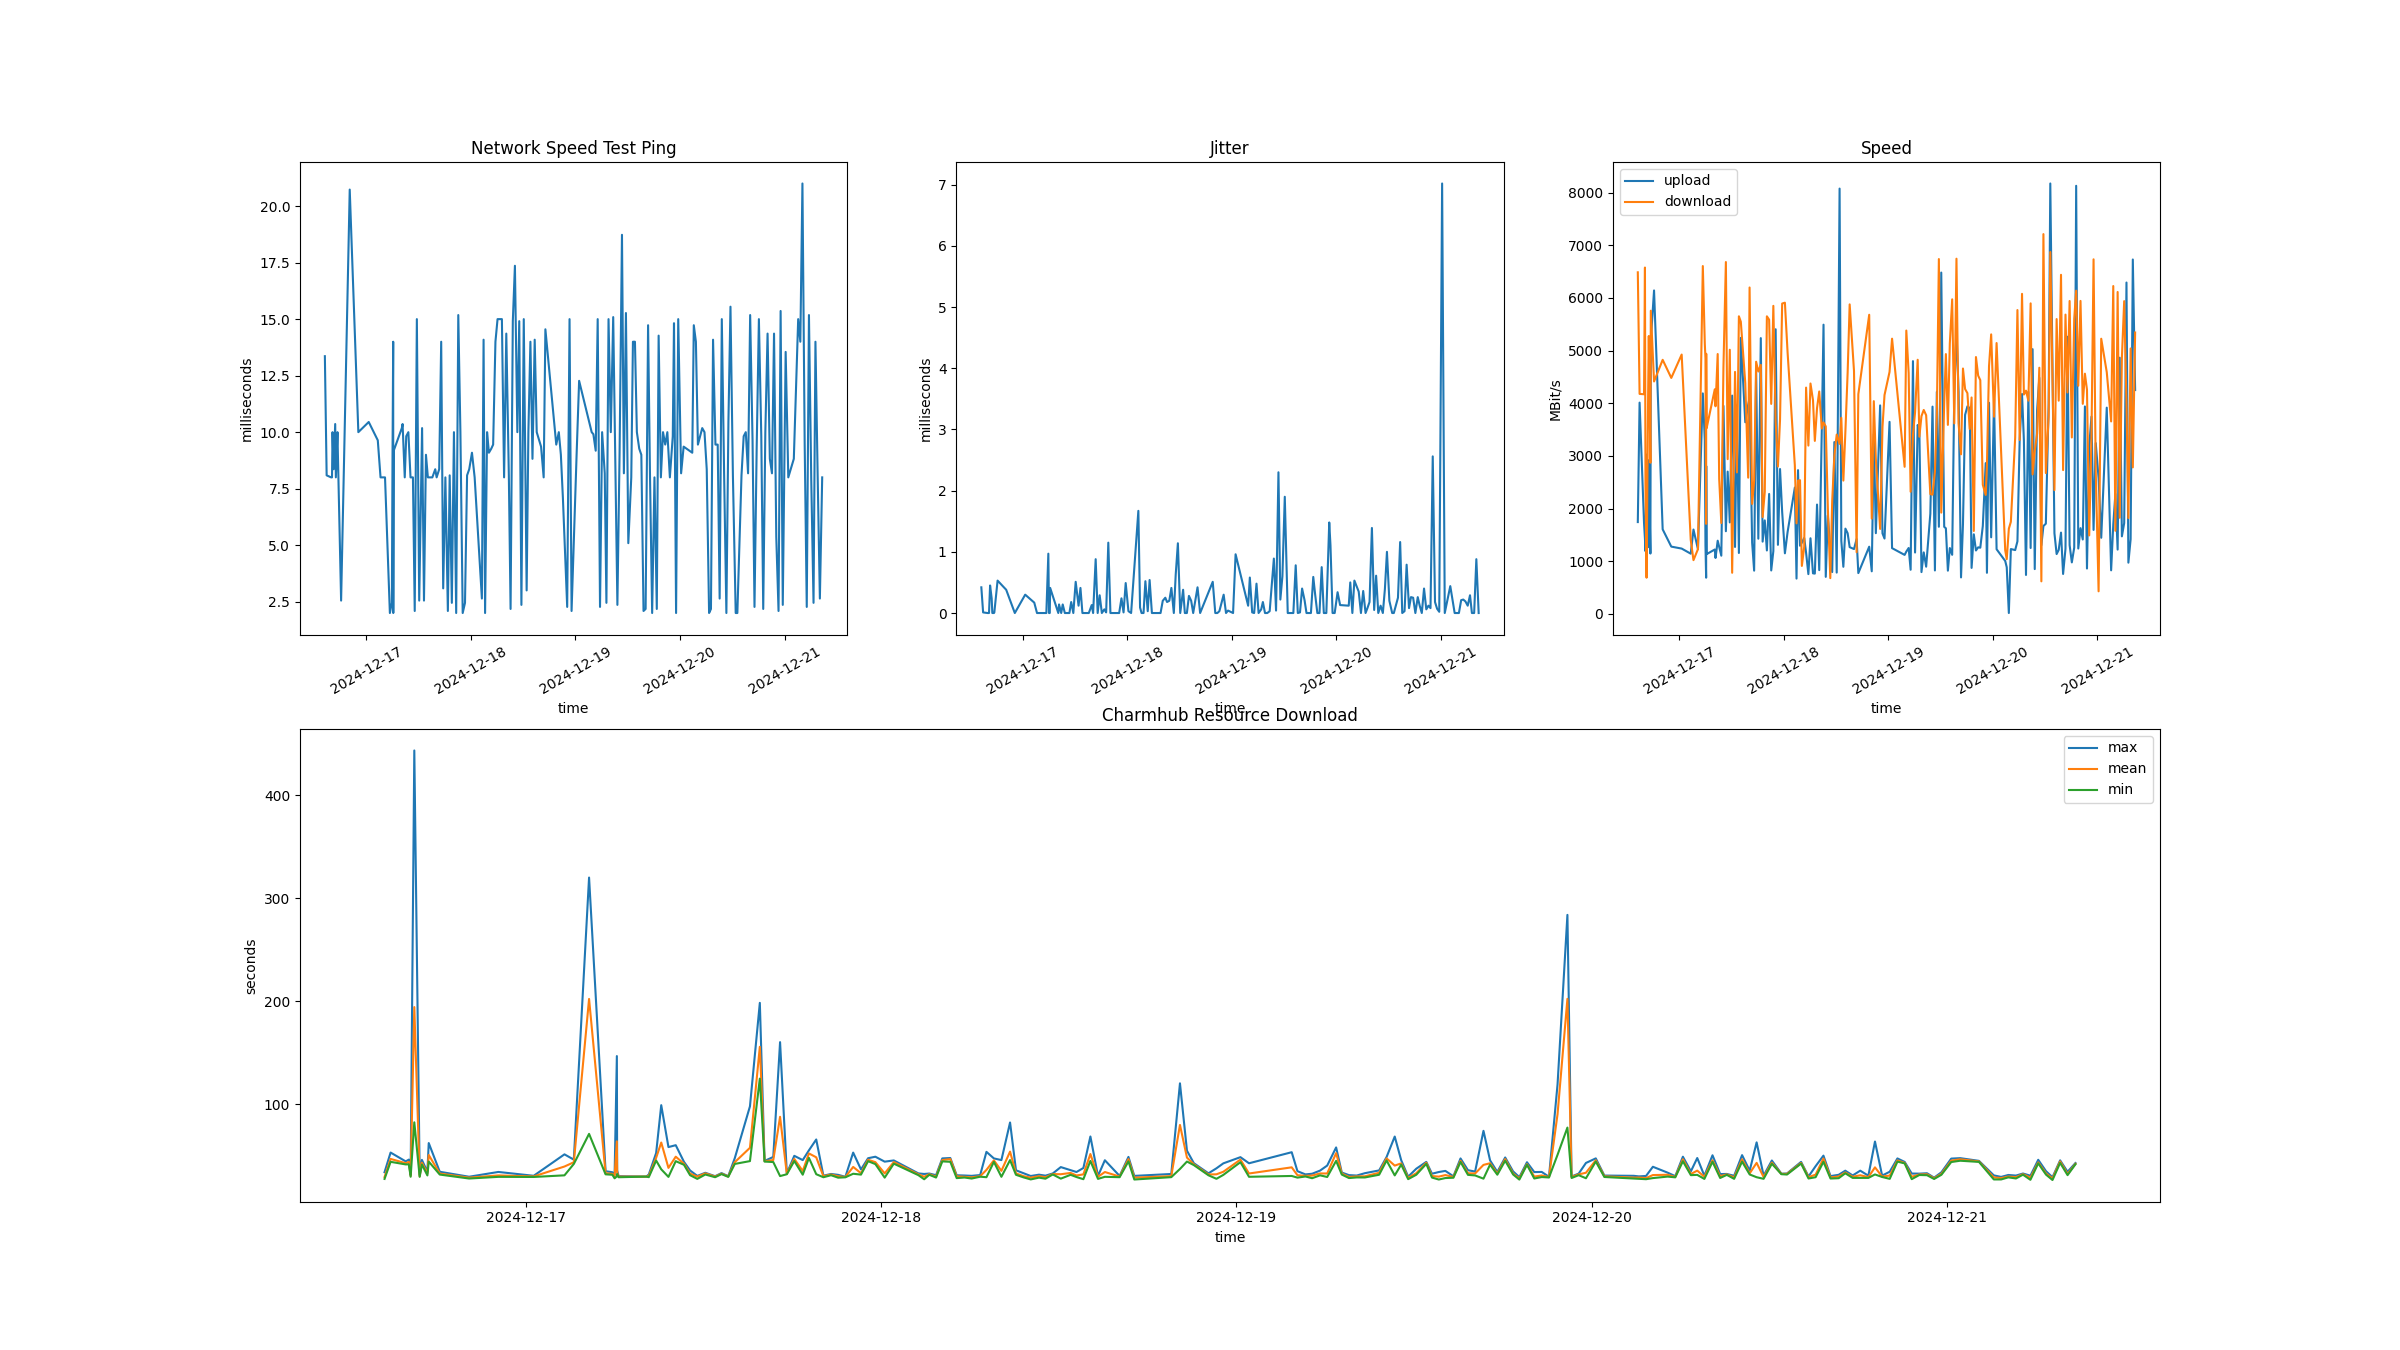 Network Speed Test Ping
milliseconds
20.0
17.5
15.0
12.5
10.0
7.5
5.0
2.5
2024-12-17
2024-12-18
2024-12-19
2024-12-20
2024-12-21
time
Jitter
milliseconds
7
6
5
4
3
2
1
0
2024-12-17
2024-12-18
2024-12-19
2024-12-20
2024-12-21
time
Speed
upload
download
MBit/s
8000
7000
6000
5000
4000
3000
2000
1000
0
2024-12-17
2024-12-18
2024-12-19
2024-12-20
2024-12-21
time
Charmhub Resource Download
max
mean
min
seconds
400
300
200
100
2024-12-17
2024-12-18
2024-12-19
2024-12-20
2024-12-21
time